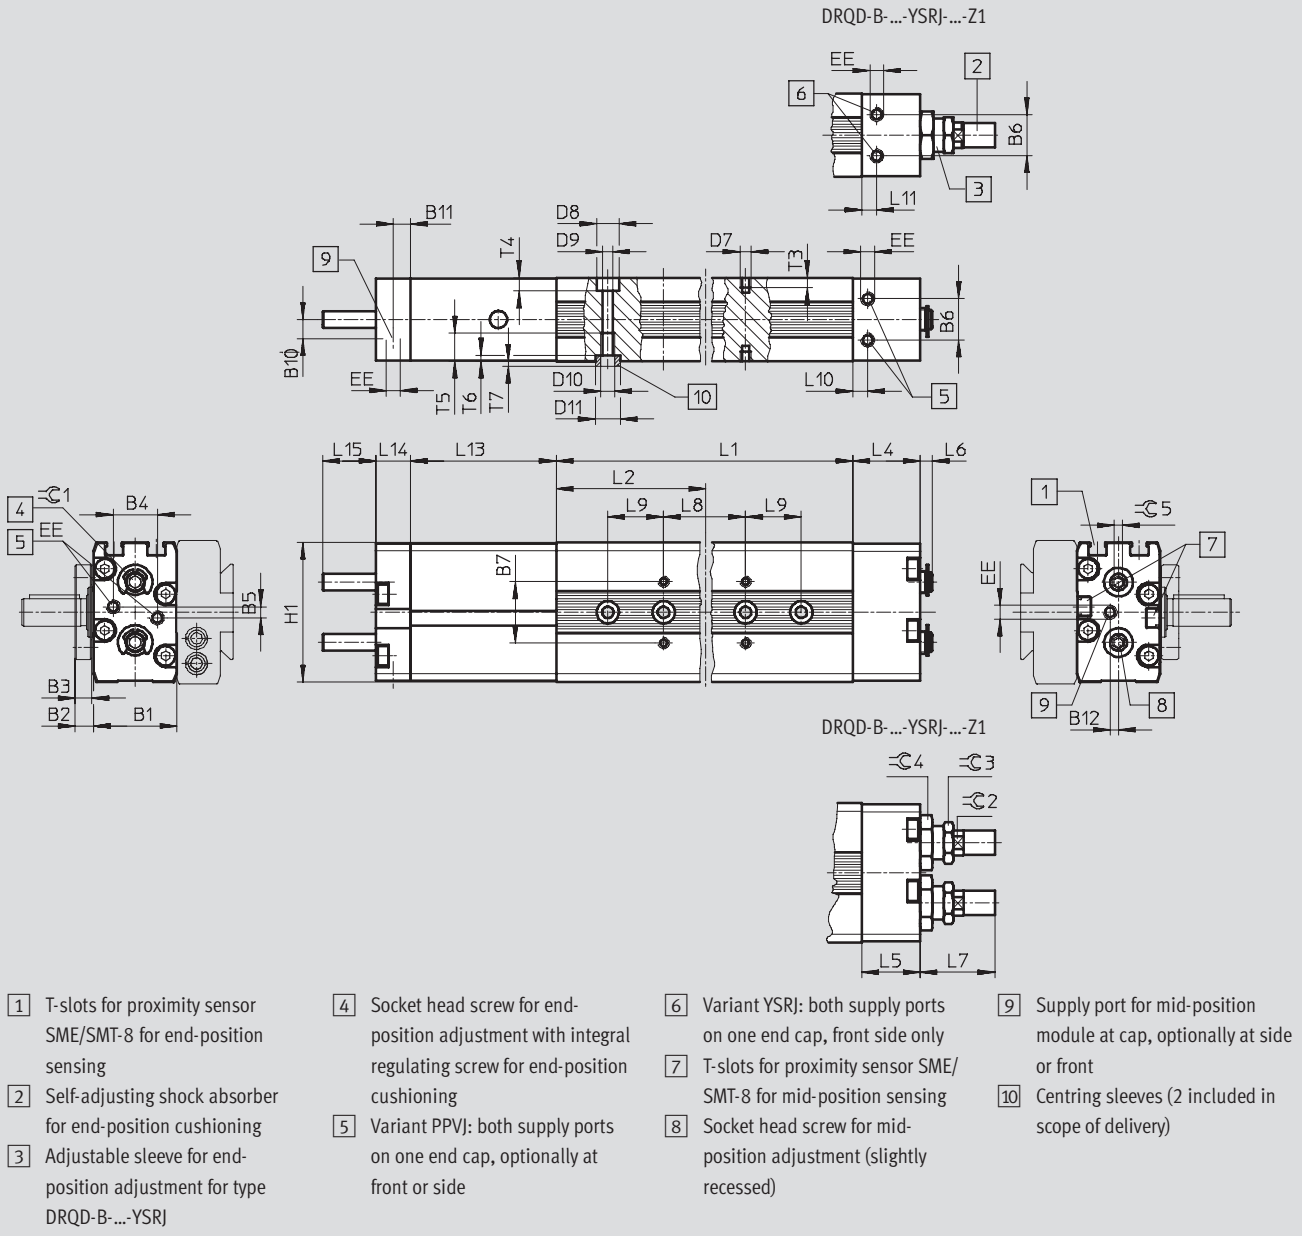 DRQD-B-...-YSRJ-...-Z1
EE
2
6
B6
3
L11
B11
D8
D9
T4
D7
T3
EE
9
B6
B10
EE
T5
T6
T7
D10
D11
10
L10
5
L15 L14 L13 L1 L4 L6
L2
L9 L8 L9
B7
H1
1
4
B4
EE
5
B5
B3
B2 B1
1
5
7
EE
9
B12
8
DRQD-B-...-YSRJ-...-Z1
4
3
2
L5 L7
1 T-slots for proximity sensor
SME/SMT-8 for end-position
sensing
2 Self-adjusting shock absorber
for end-position cushioning
3 Adjustable sleeve for end-
position adjustment for type
DRQD-B-...-YSRJ
4 Socket head screw for end-
position adjustment with integral
regulating screw for end-position
cushioning
5 Variant PPVJ: both supply ports
on one end cap, optionally at
front or side
6 Variant YSRJ: both supply ports
on one end cap, front side only
7 T-slots for proximity sensor SME/
SMT-8 for mid-position sensing
8 Socket head screw for mid-
position adjustment (slightly
recessed)
9 Supply port for mid-position
module at cap, optionally at side
or front
10 Centring sleeves (2 included in
scope of delivery)